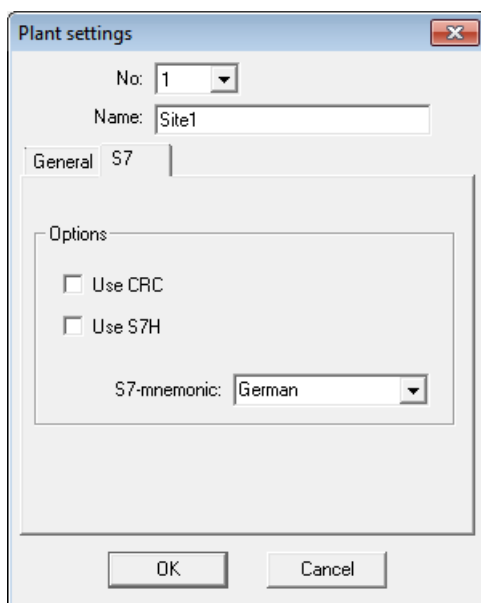 Plant settings
No: 1
Name: Site1
General S7
Options
Use CRC
Use S7H
S7-mnemonic: German
OK Cancel